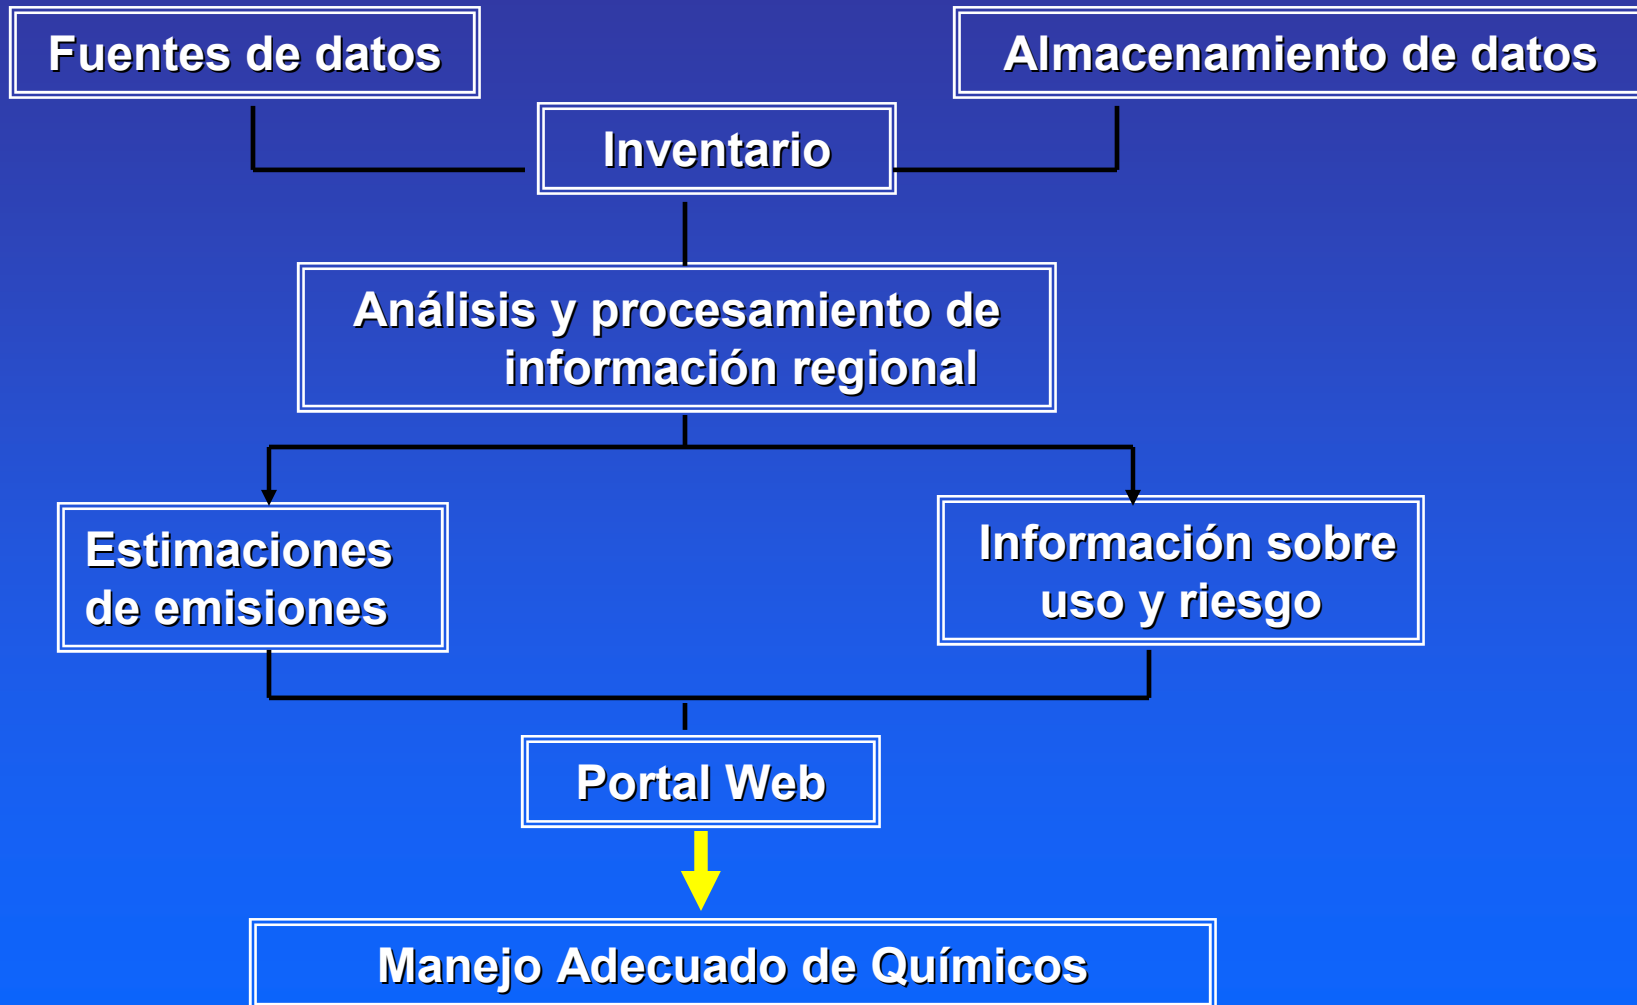 Fuentes de datos
Almacenamiento de datos
Inventario
Análisis y procesamiento de
información regional
Estimaciones
de emisiones
Información sobre
uso y riesgo
Portal Web
Manejo Adecuado de Químicos